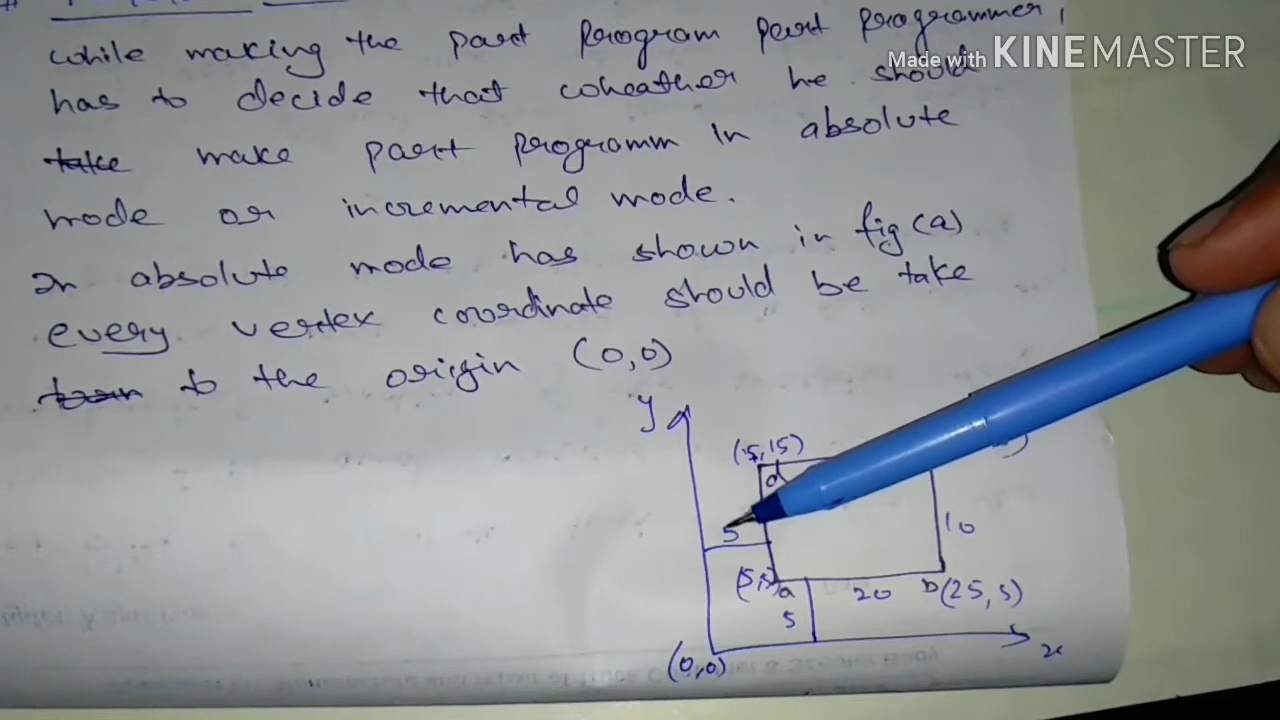 while making the part program part programmer,
Made with KINEMASTER
has to decide that coheather he should
take make part programm in absolute
mode or incremental mode.
In absolute mode has shown in fig (a)
every vertex coordinate should be take
to the origin (0,0)
y
(5,15)
d
5
10
(5,5) a 20 b (25,5)
5
(0,0)
x